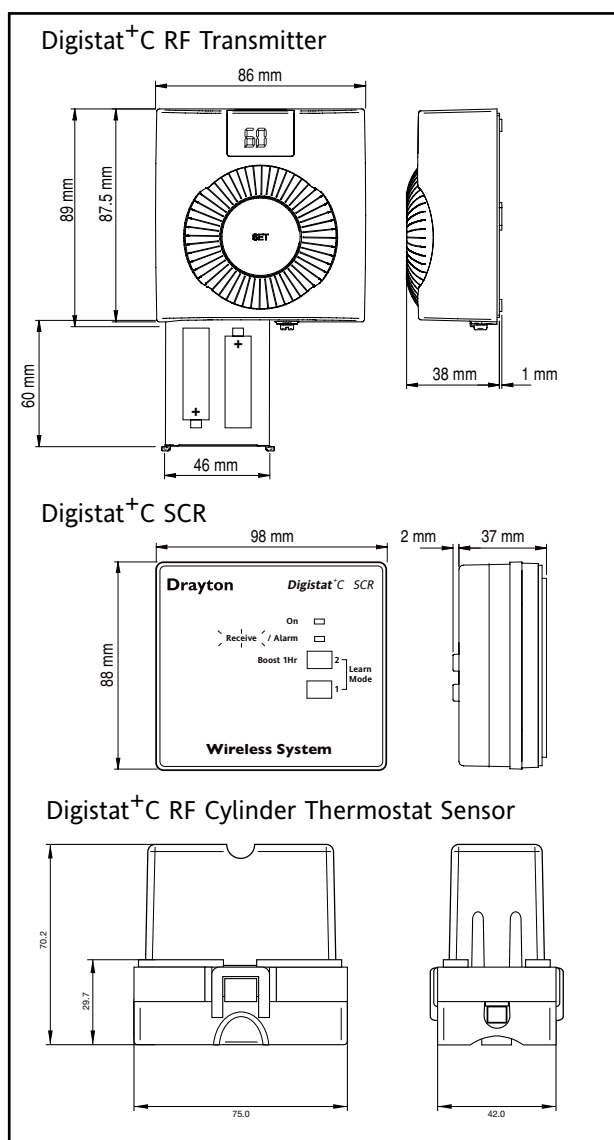 Digistat+C RF Transmitter
86 mm
60
SET
89 mm
87.5 mm
60 mm
+
+
46 mm
38 mm
1 mm
Digistat+C SCR
98 mm
2 mm
37 mm
88 mm
Drayton
Digistat+C SCR
On
Receive / Alarm
Boost 1Hr 2
Learn
Mode
1
Wireless System
Digistat+C RF Cylinder Thermostat Sensor
70.2
29.7
75.0
42.0